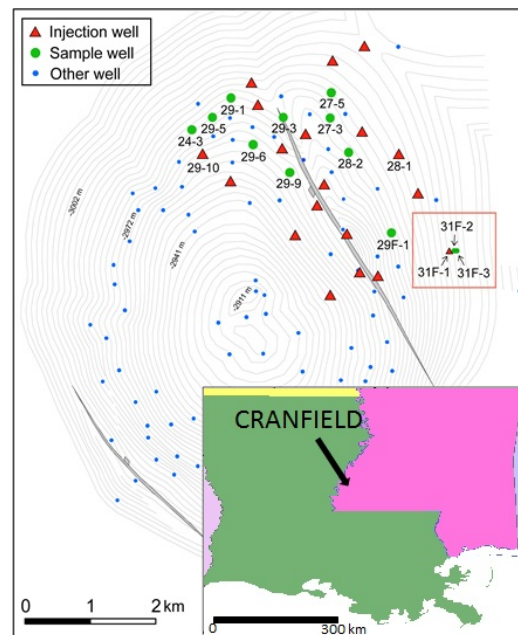 Injection well
Sample well
Other well
29-1
27-5
29-5
29-3
27-3
24-3
29-6
28-2
29-10
28-1
29-9
-3002 m
-2972 m
-2941 m
29F-1
31F-2
31F-1
31F-3
-2911 m
CRANFIELD
0
1
2 km
0
300 km